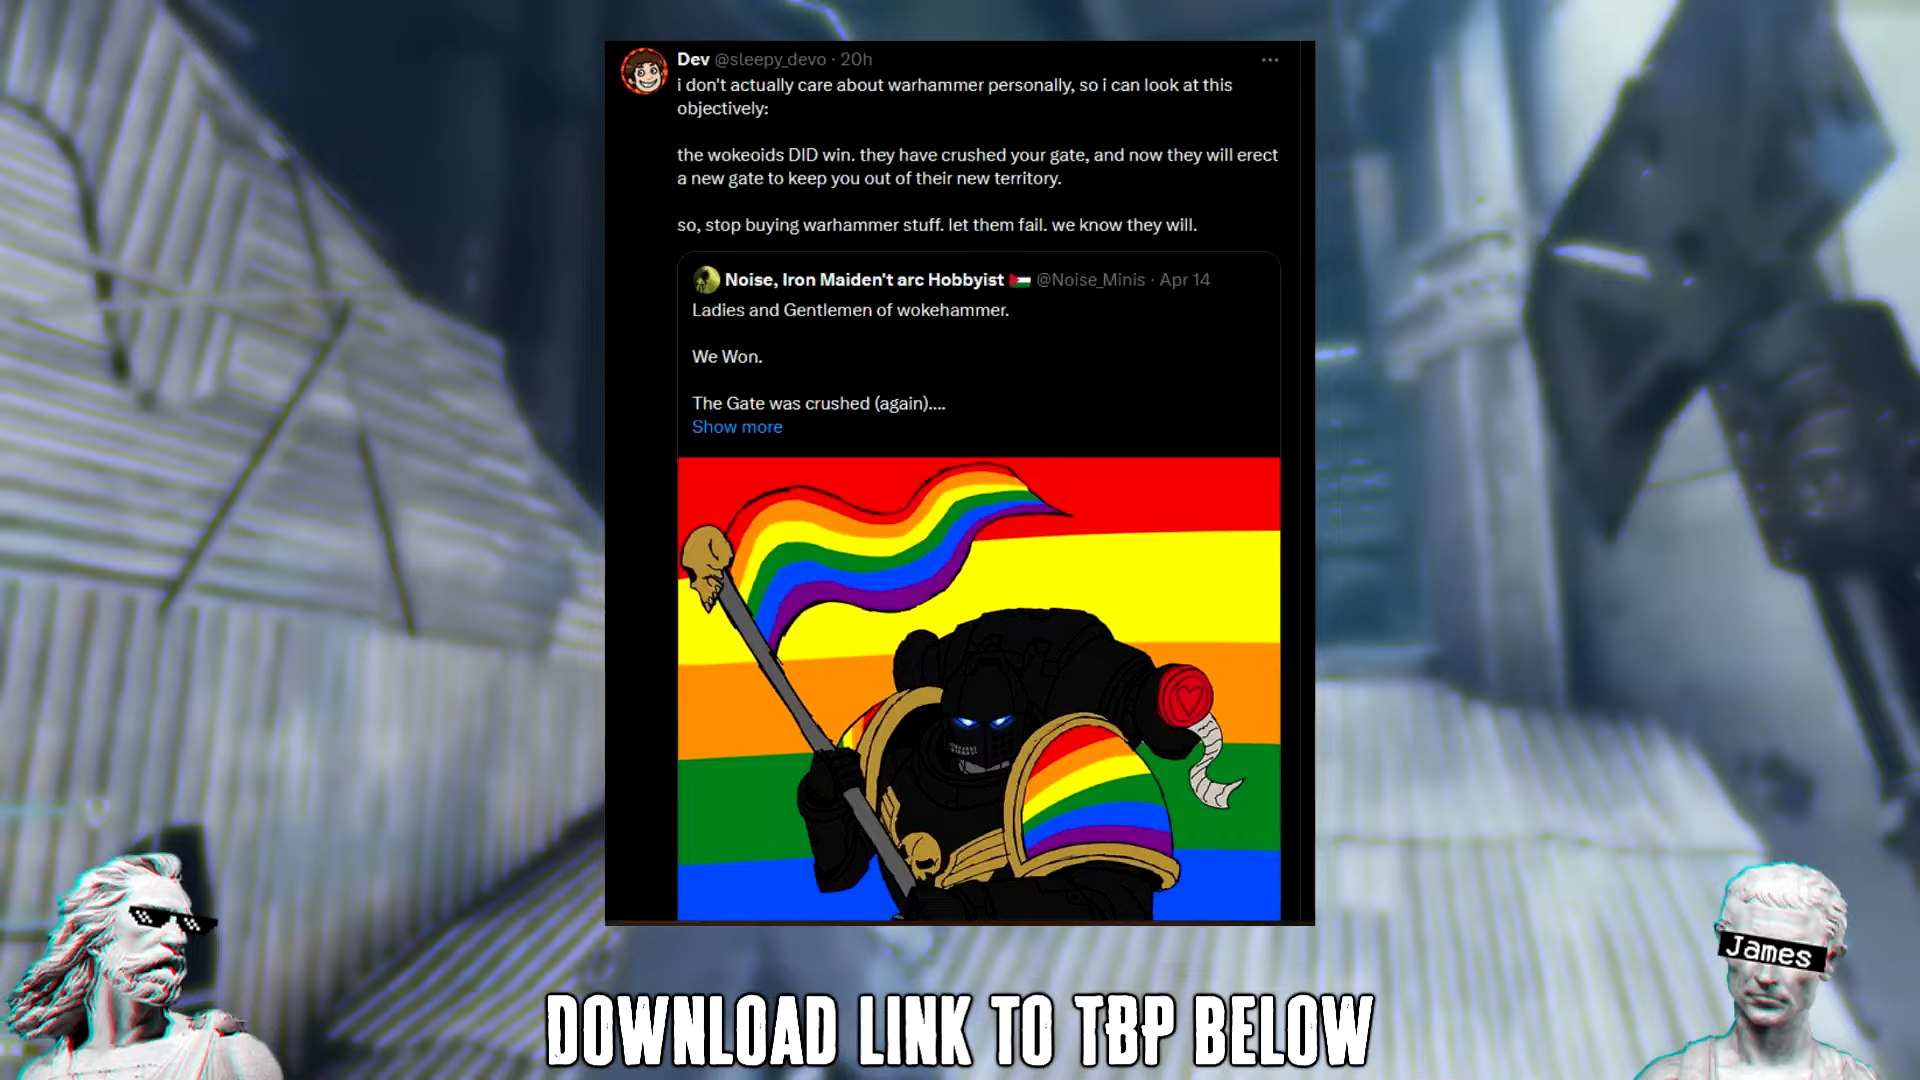 Dev @sleepy_devo · 20h
i don't actually care about warhammer personally, so i can look at this
objectively:
the wokeoids DID win. they have crushed your gate, and now they will erect
a new gate to keep you out of their new territory.
so, stop buying warhammer stuff. let them fail. we know they will.
Noise, Iron Maiden't arc Hobbyist 🇵🇸 @Noise_Minis · Apr 14
Ladies and Gentlemen of wokehammer.
We Won.
The Gate was crushed (again)....
Show more
James
DOWNLOAD LINK TO TBP BELOW